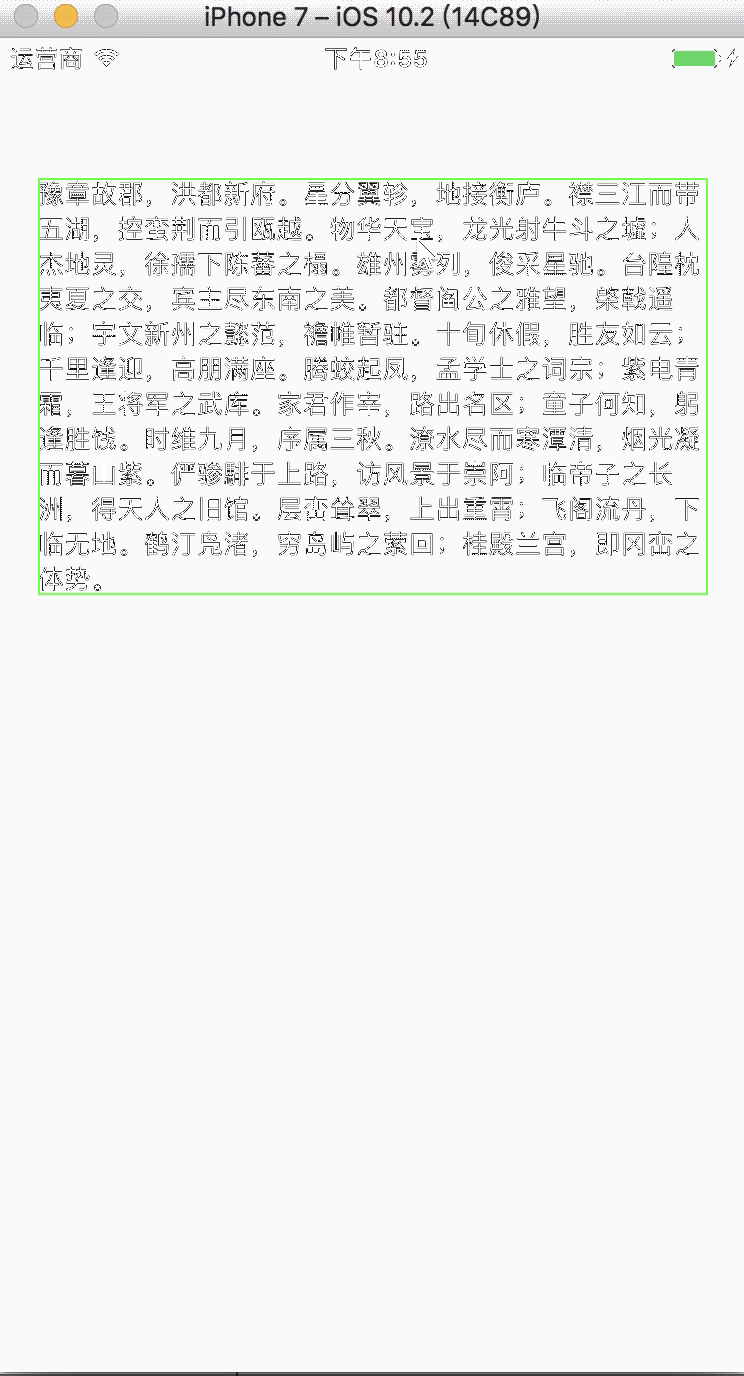 iPhone 7 – iOS 10.2 (14C89)
运营商 下午8:55
豫章故郡，洪都新府。星分翼轸，地接衡庐。襟三江而带
五湖，控蛮荆而引瓯越。物华天宝，龙光射牛斗之墟；人
杰地灵，徐孺下陈蕃之榻。雄州雾列，俊采星驰。台隍枕
夷夏之交，宾主尽东南之美。都督阎公之雅望，棨戟遥
临；宇文新州之懿范，襜帷暂驻。十旬休假，胜友如云；
千里逢迎，高朋满座。腾蛟起凤，孟学士之词宗；紫电青
霜，王将军之武库。家君作宰，路出名区；童子何知，躬
逢胜饯。时维九月，序属三秋。潦水尽而寒潭清，烟光凝
而暮山紫。俨骖騑于上路，访风景于崇阿；临帝子之长
洲，得天人之旧馆。层峦耸翠，上出重霄；飞阁流丹，下
临无地。鹤汀凫渚，穷岛屿之萦回；桂殿兰宫，即冈峦之
体势。